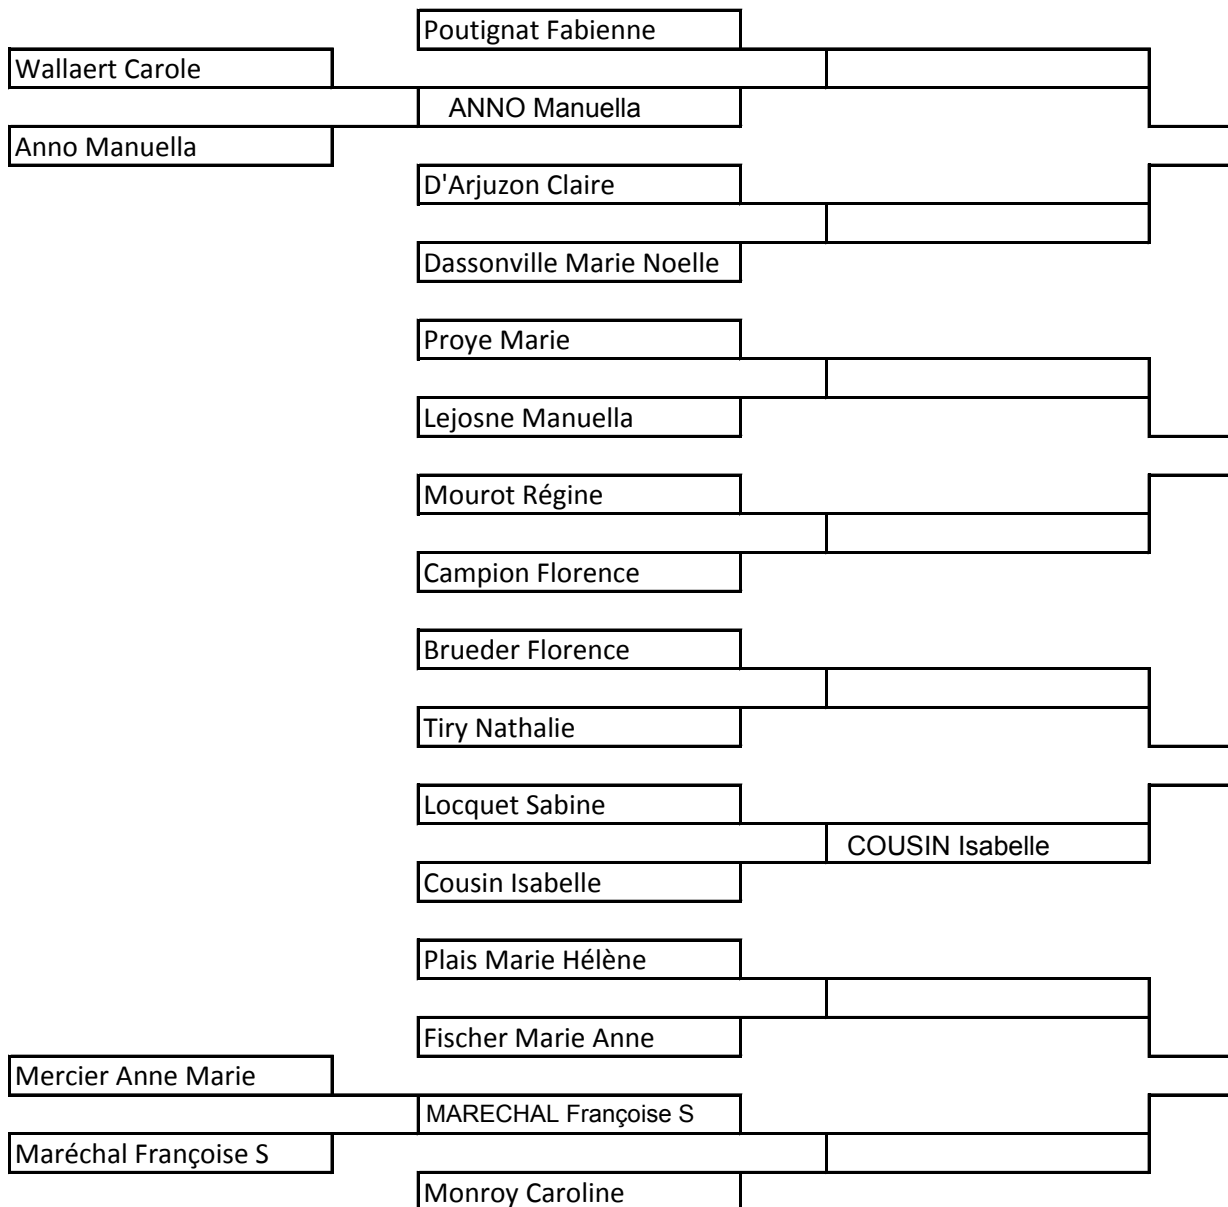 Poutignat Fabienne
Wallaert Carole
ANNO Manuella
Anno Manuella
D'Arjuzon Claire
Dassonville Marie Noelle
Proye Marie
Lejosne Manuella
Mourot Régine
Campion Florence
Brueder Florence
Tiry Nathalie
Locquet Sabine
COUSIN Isabelle
Cousin Isabelle
Plais Marie Hélène
Fischer Marie Anne
Mercier Anne Marie
MARECHAL Françoise S
Maréchal Françoise S
Monroy Caroline